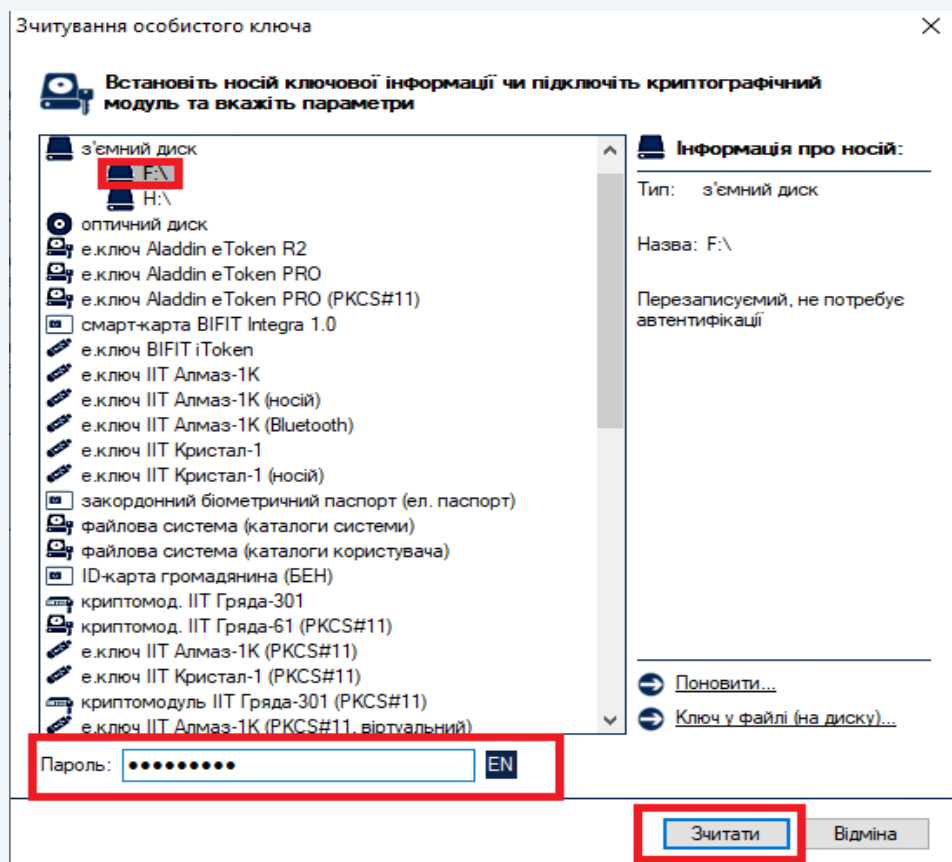 Зчитування особистого ключа
Встановіть носій ключової інформації чи підключіть криптографічний
модуль та вкажіть параметри
з'ємний диск
F:\
H:\
оптичний диск
е.ключ Aladdin eToken R2
е.ключ Aladdin eToken PRO
е.ключ Aladdin eToken PRO (PKCS#11)
смарт-карта BIFIT Integra 1.0
е.ключ BIFIT iToken
е.ключ ІІТ Алмаз-1К
е.ключ ІІТ Алмаз-1К (носій)
е.ключ ІІТ Алмаз-1К (Bluetooth)
е.ключ ІІТ Кристал-1
е.ключ ІІТ Кристал-1 (носій)
закордонний біометричний паспорт (ел. паспорт)
файлова система (каталоги системи)
файлова система (каталоги користувача)
ID-карта громадянина (БЕН)
криптомод. ІІТ Гряда-301
криптомод. ІІТ Гряда-61 (PKCS#11)
е.ключ ІІТ Алмаз-1К (PKCS#11)
е.ключ ІІТ Кристал-1 (PKCS#11)
криптомодуль ІІТ Гряда-301 (PKCS#11)
е.ключ ІІТ Алмаз-1К (PKCS#11, віртуальний)
Інформація про носій:
Тип: з'ємний диск
Назва: F:\
Перезаписуємий, не потребує
автентифікації
Поновити...
Ключ у файлі (на диску)...
Пароль: ●●●●●●●●● EN
Зчитати Відміна